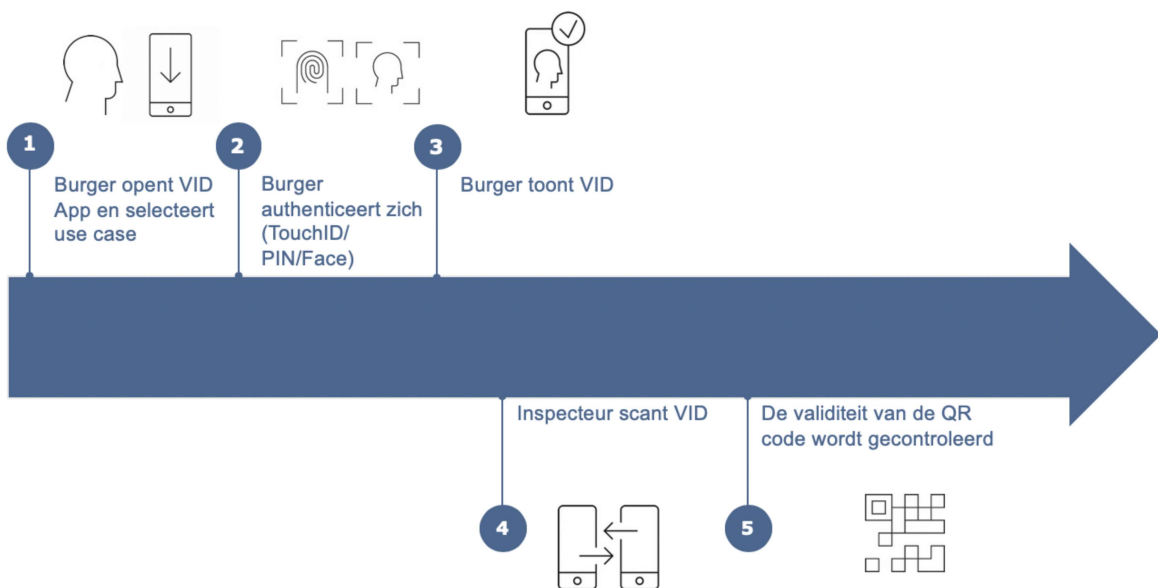 1
Burger opent VID
App en selecteert
use case
2
Burger
authenticeert zich
(TouchID/
PIN/Face)
3
Burger toont VID
Inspecteur scant VID
4
De validiteit van de QR
code wordt gecontroleerd
5